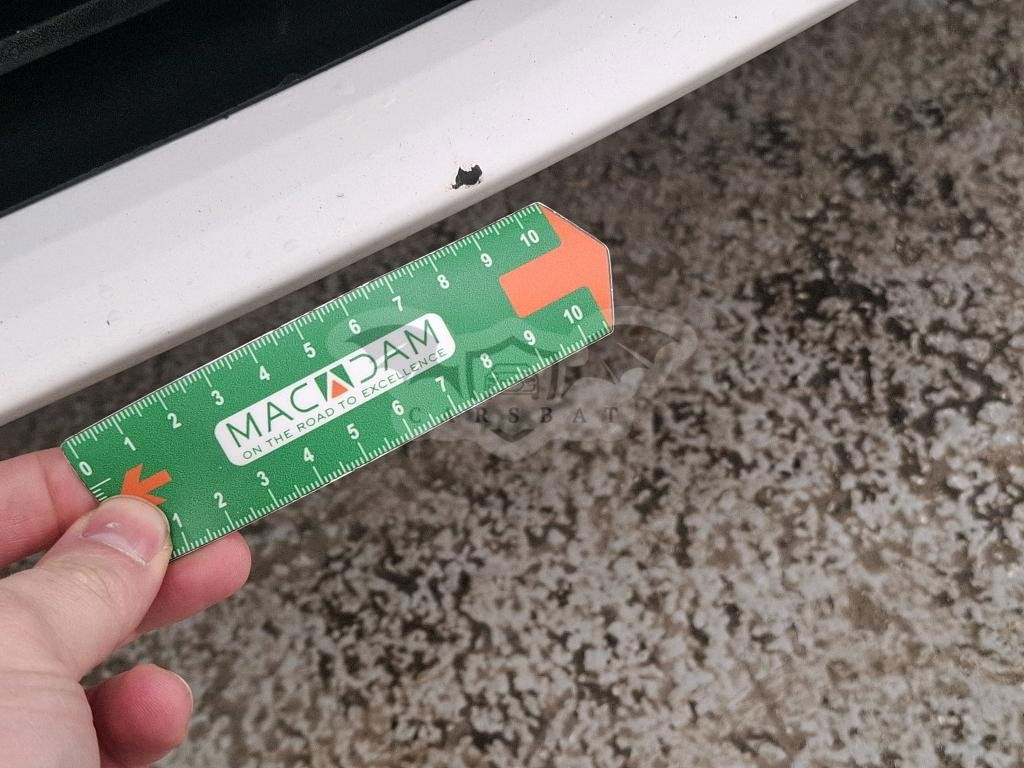 0 1 2 3 4 5 6 7 8 9 10
MACADAM
ON THE ROAD TO EXCELLENCE
1 2 3 4 5 6 7 8 9 10
CARSBAT